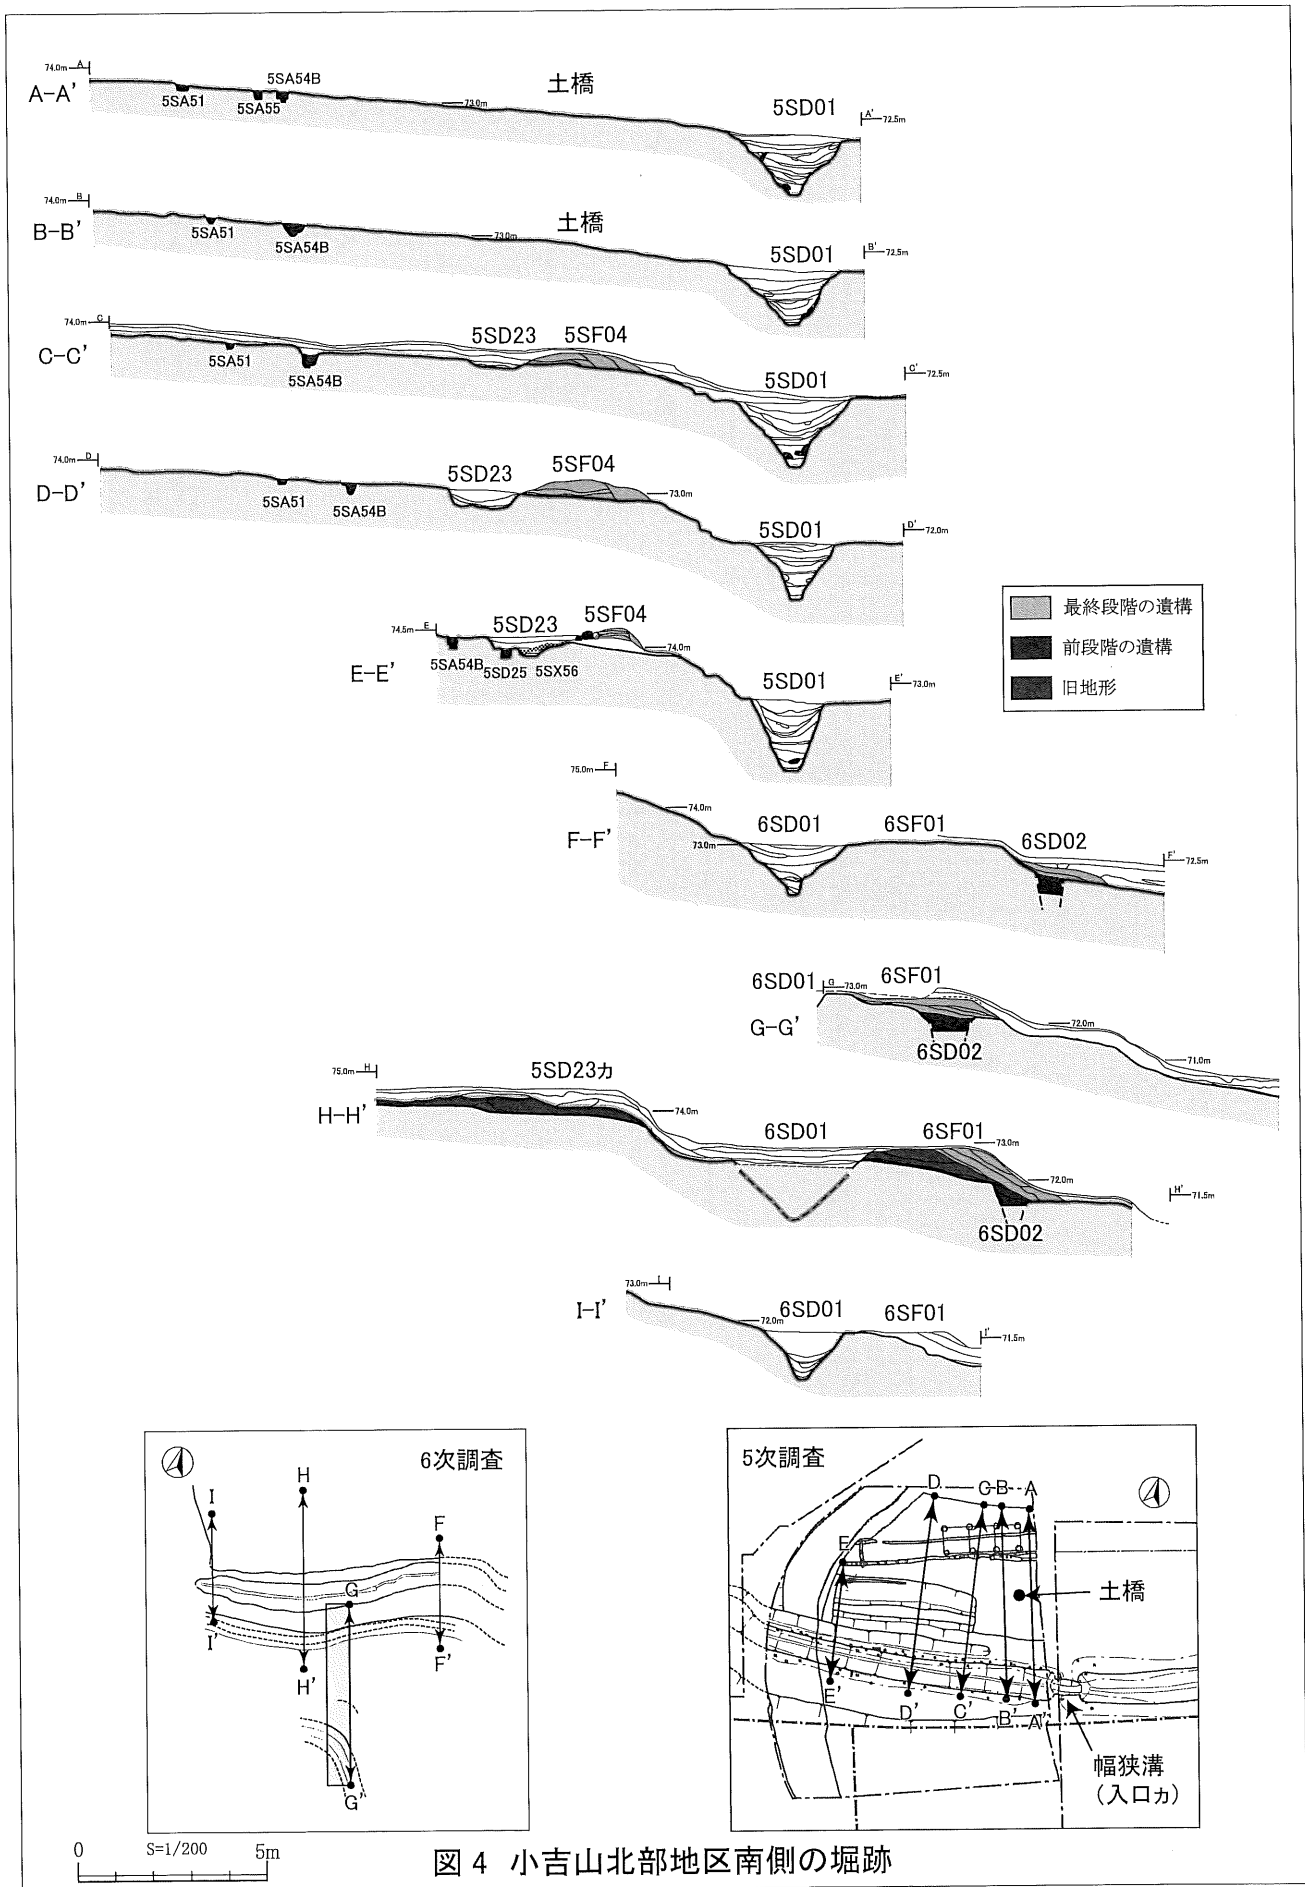 74.0m A
A-A'
5SA51
5SA55
5SA54B
73.0m
土橋
5SD01
A' 72.5m
74.0m B
B-B'
5SA51
5SA54B
73.0m
土橋
5SD01
B' 72.5m
74.0m C
C-C'
5SA51
5SA54B
5SD23
5SF04
5SD01
C' 72.5m
74.0m D
D-D'
5SA51
5SA54B
5SD23
5SF04
73.0m
5SD01
D' 72.0m
最終段階の遺構
前段階の遺構
旧地形
74.5m E
E-E'
5SA54B
5SD23
5SD25
5SX56
5SF04
74.0m
5SD01
E' 73.0m
75.0m F
F-F'
74.0m
73.0m
6SD01
6SF01
6SD02
F' 72.5m
6SD01
G 73.0m
G-G'
6SF01
6SD02
72.0m
71.0m
75.0m H
H-H'
5SD23カ
74.0m
6SD01
6SF01
73.0m
72.0m
6SD02
H' 71.5m
73.0m I
I-I'
72.0m
6SD01
6SF01
I' 71.5m
6次調査
H
I
F
G
I'
H'
F'
G'
5次調査
D
C
B
A
E
土橋
E'
D'
C'
B'
A'
幅狭溝
(入口カ)
0 S=1/200 5m
図4 小吉山北部地区南側の堀跡